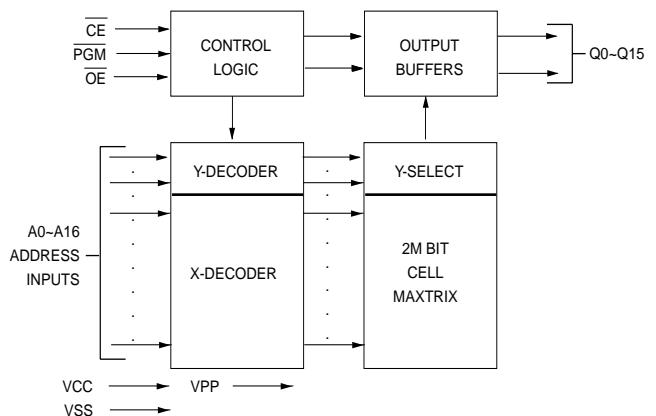 CE
PGM
OE
CONTROL
LOGIC
OUTPUT
BUFFERS
Q0~Q15
A0~A16
ADDRESS
INPUTS
Y-DECODER
X-DECODER
Y-SELECT
2M BIT
CELL
MAXTRIX
VCC
VPP
VSS